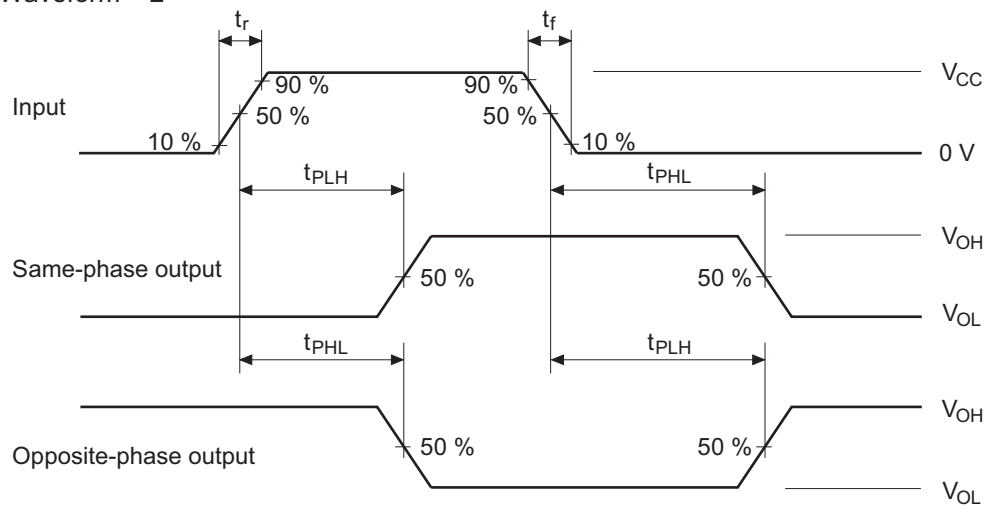 Waveform – 2
tr
tf
90 %
90 %
VCC
Input
50 %
50 %
10 %
10 %
0 V
tPLH
tPHL
VOH
Same-phase output
50 %
50 %
VOL
tPHL
tPLH
VOH
50 %
50 %
Opposite-phase output
VOL